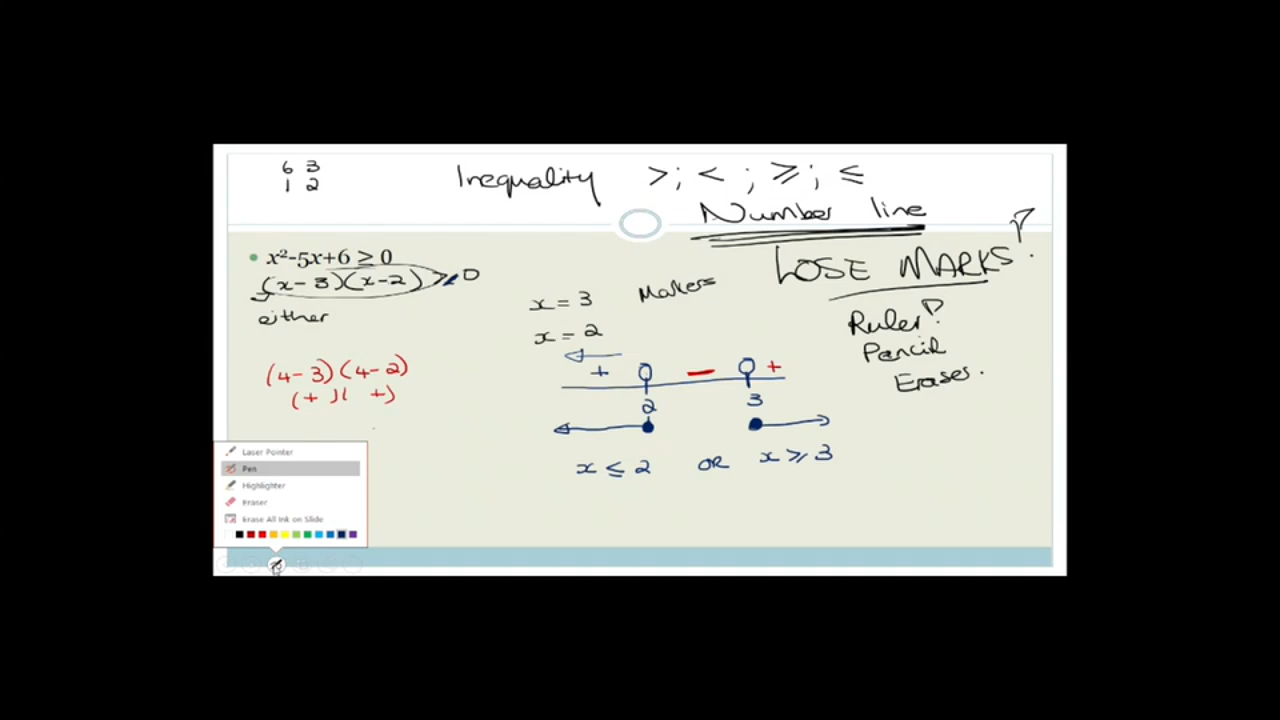 6 3
1 2
Inequality > ; < ; ≥ ; ≤
Number line
LOSE MARKS!
x²-5x+6 ≥ 0
(x-3)(x-2) ≥ 0
either
x = 3 Makers
x = 2
Ruler?
Pencil
Eraser.
(4-3)(4-2)
(+)(+)
+ 0 - 0 +
2 3
x ≤ 2 OR x ≥ 3
Laser Pointer
Pen
Highlighter
Eraser
Erase All Ink on Slide